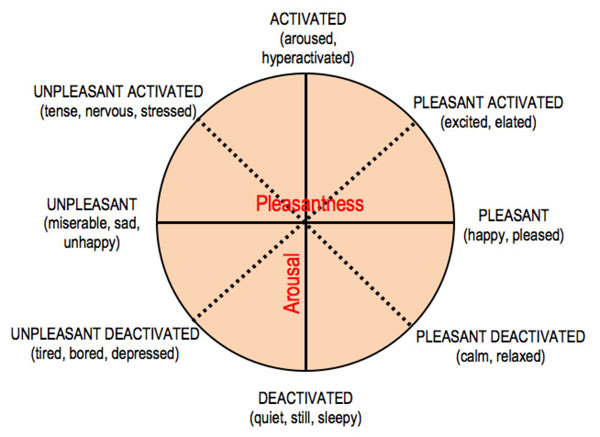 ACTIVATED
(aroused,
hyperactivated)
UNPLEASANT ACTIVATED
(tense, nervous, stressed)
PLEASANT ACTIVATED
(excited, elated)
UNPLEASANT
(miserable, sad,
unhappy)
Pleasantness
PLEASANT
(happy, pleased)
Arousal
UNPLEASANT DEACTIVATED
(tired, bored, depressed)
PLEASANT DEACTIVATED
(calm, relaxed)
DEACTIVATED
(quiet, still, sleepy)